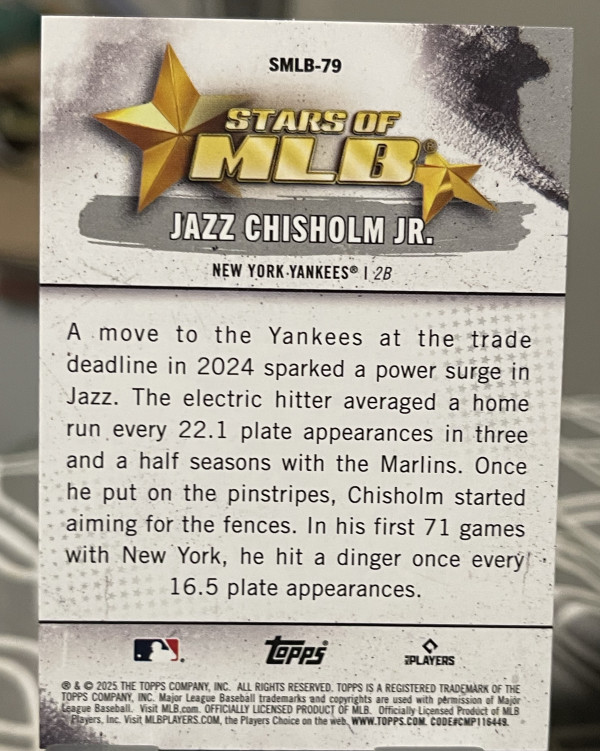 SMLB-79
STARS OF
MLB®
JAZZ CHISHOLM JR.
NEW YORK YANKEES® | 2B
A move to the Yankees at the trade
deadline in 2024 sparked a power surge in
Jazz. The electric hitter averaged a home
run every 22.1 plate appearances in three
and a half seasons with the Marlins. Once
he put on the pinstripes, Chisholm started
aiming for the fences. In his first 71 games
with New York, he hit a dinger once every
16.5 plate appearances.
topps®
MLBPLAYERS
® & © 2025 THE TOPPS COMPANY, INC. ALL RIGHTS RESERVED. TOPPS IS A REGISTERED TRADEMARK OF THE
TOPPS COMPANY, INC. Major League Baseball trademarks and copyrights are used with permission of Major
League Baseball. Visit MLB.com. OFFICIALLY LICENSED PRODUCT OF MLB. Officially Licensed Product of MLB
Players, Inc. Visit MLBPLAYERS.COM, the Players Choice on the web. WWW.TOPPS.COM. CODE#CMP116448.